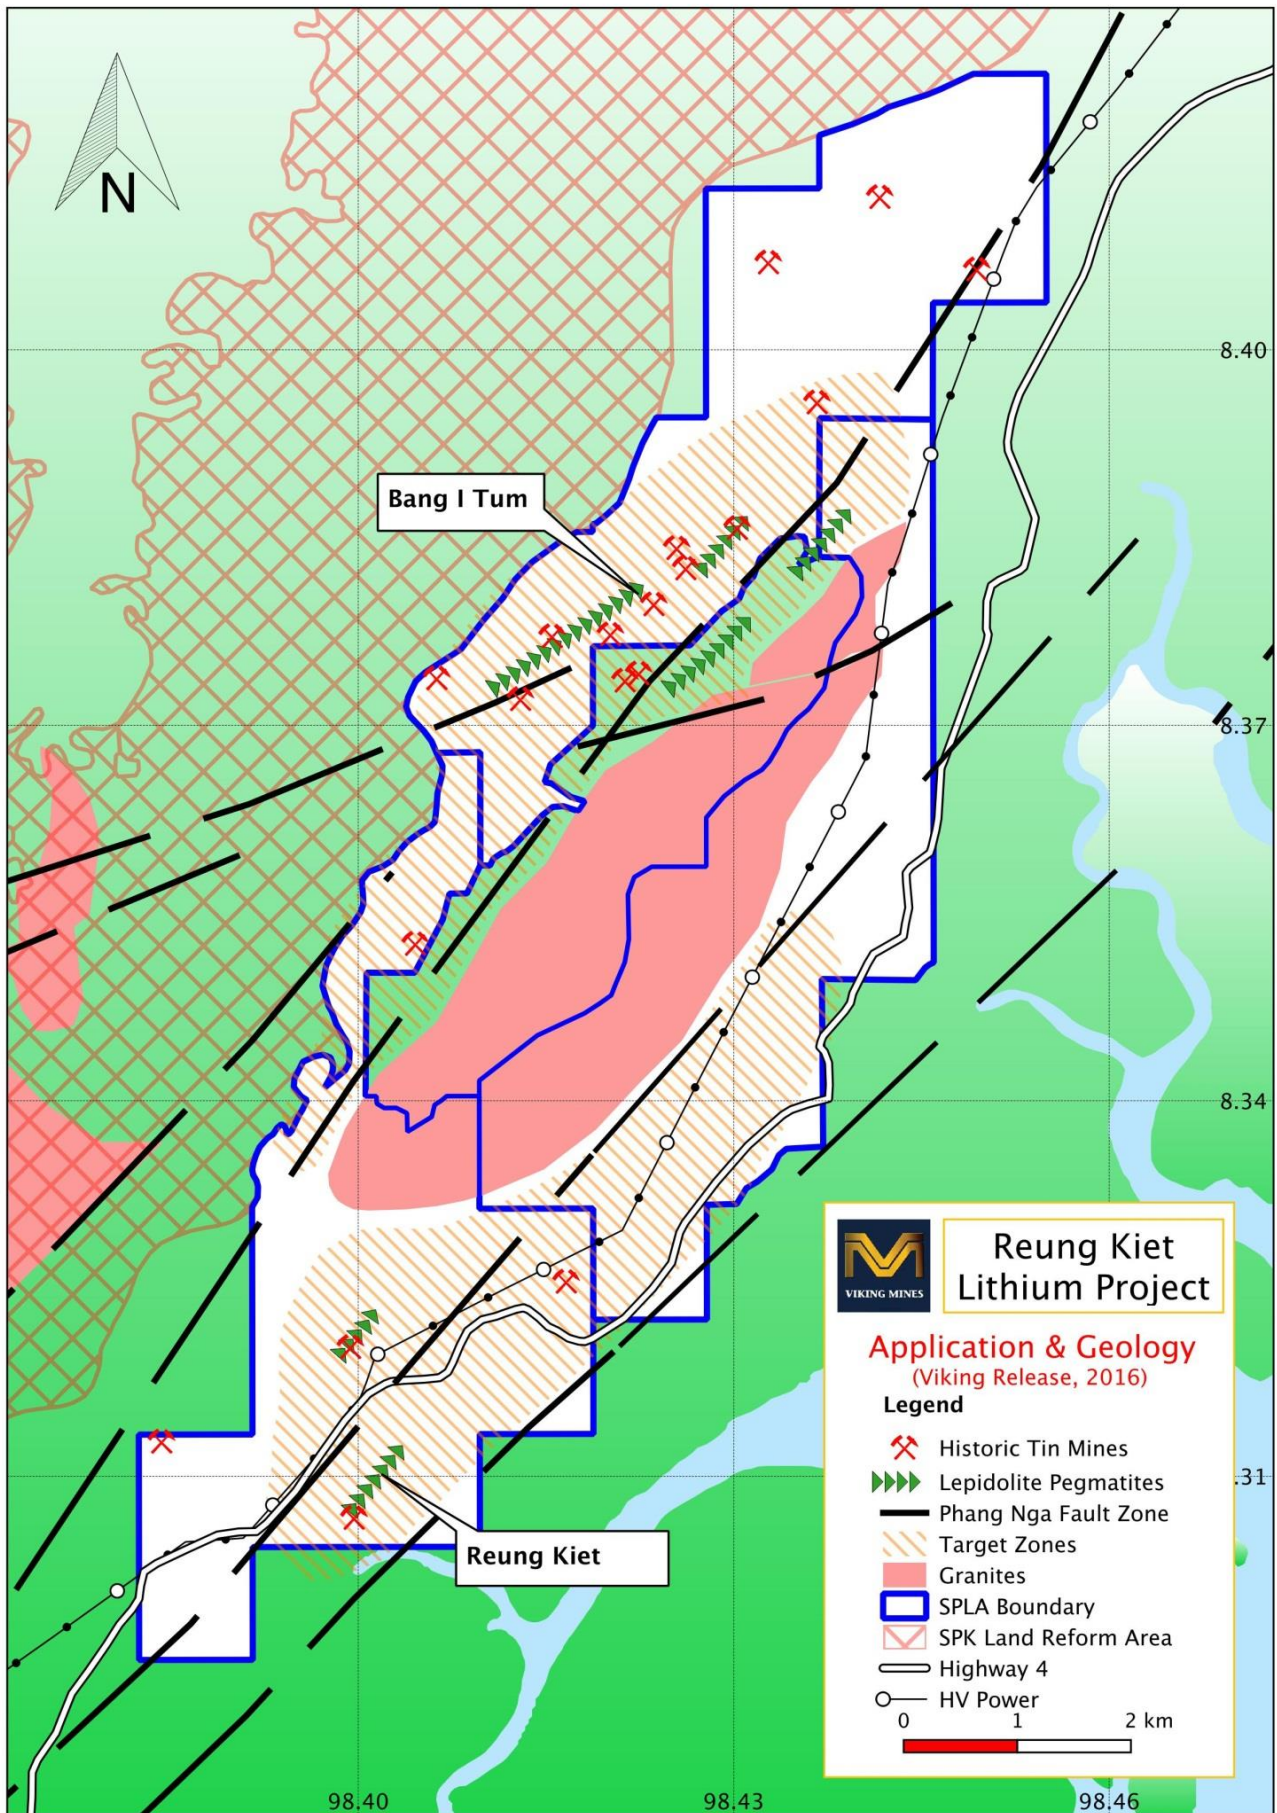 N
8.40
Bang I Tum
8.37
8.34
VIKING MINES
Reung Kiet
Lithium Project
Application & Geology
(Viking Release, 2016)
Legend
Historic Tin Mines
Lepidolite Pegmatites
.31
Phang Nga Fault Zone
Target Zones
Reung Kiet
Granites
SPLA Boundary
SPK Land Reform Area
Highway 4
HV Power
0 1 2 km
98.40 98.43 98.46